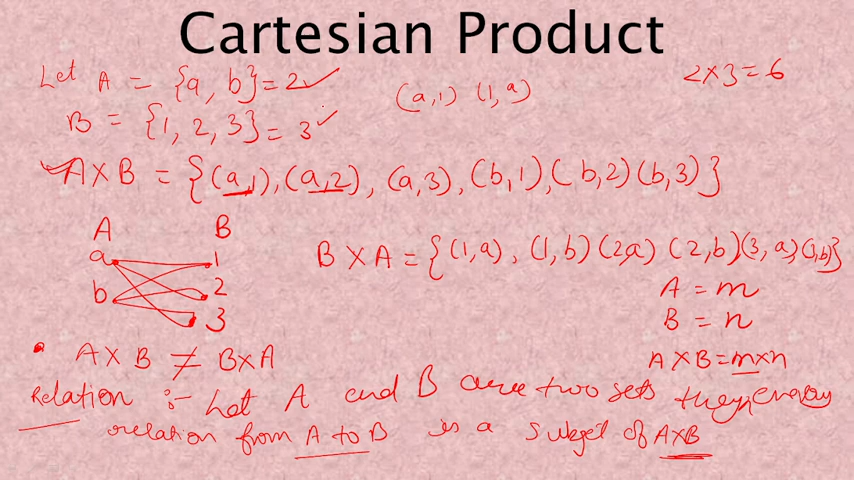 Cartesian Product
Let A = {a, b} = 2 ✓
(a,1) (1,a)
2×3=6
B = {1, 2, 3} = 3 ✓
A×B = {(a,1), (a,2), (a,3), (b,1), (b,2) (b,3)}
A B
a 1
b 2
3
B×A = {(1,a), (1,b) (2,a) (2,b) (3,a) (3,b)}
A = m
B = n
A×B = m×n
• A×B ≠ B×A
Relation :- Let A and B are two sets then every
relation from A to B is a subset of A×B